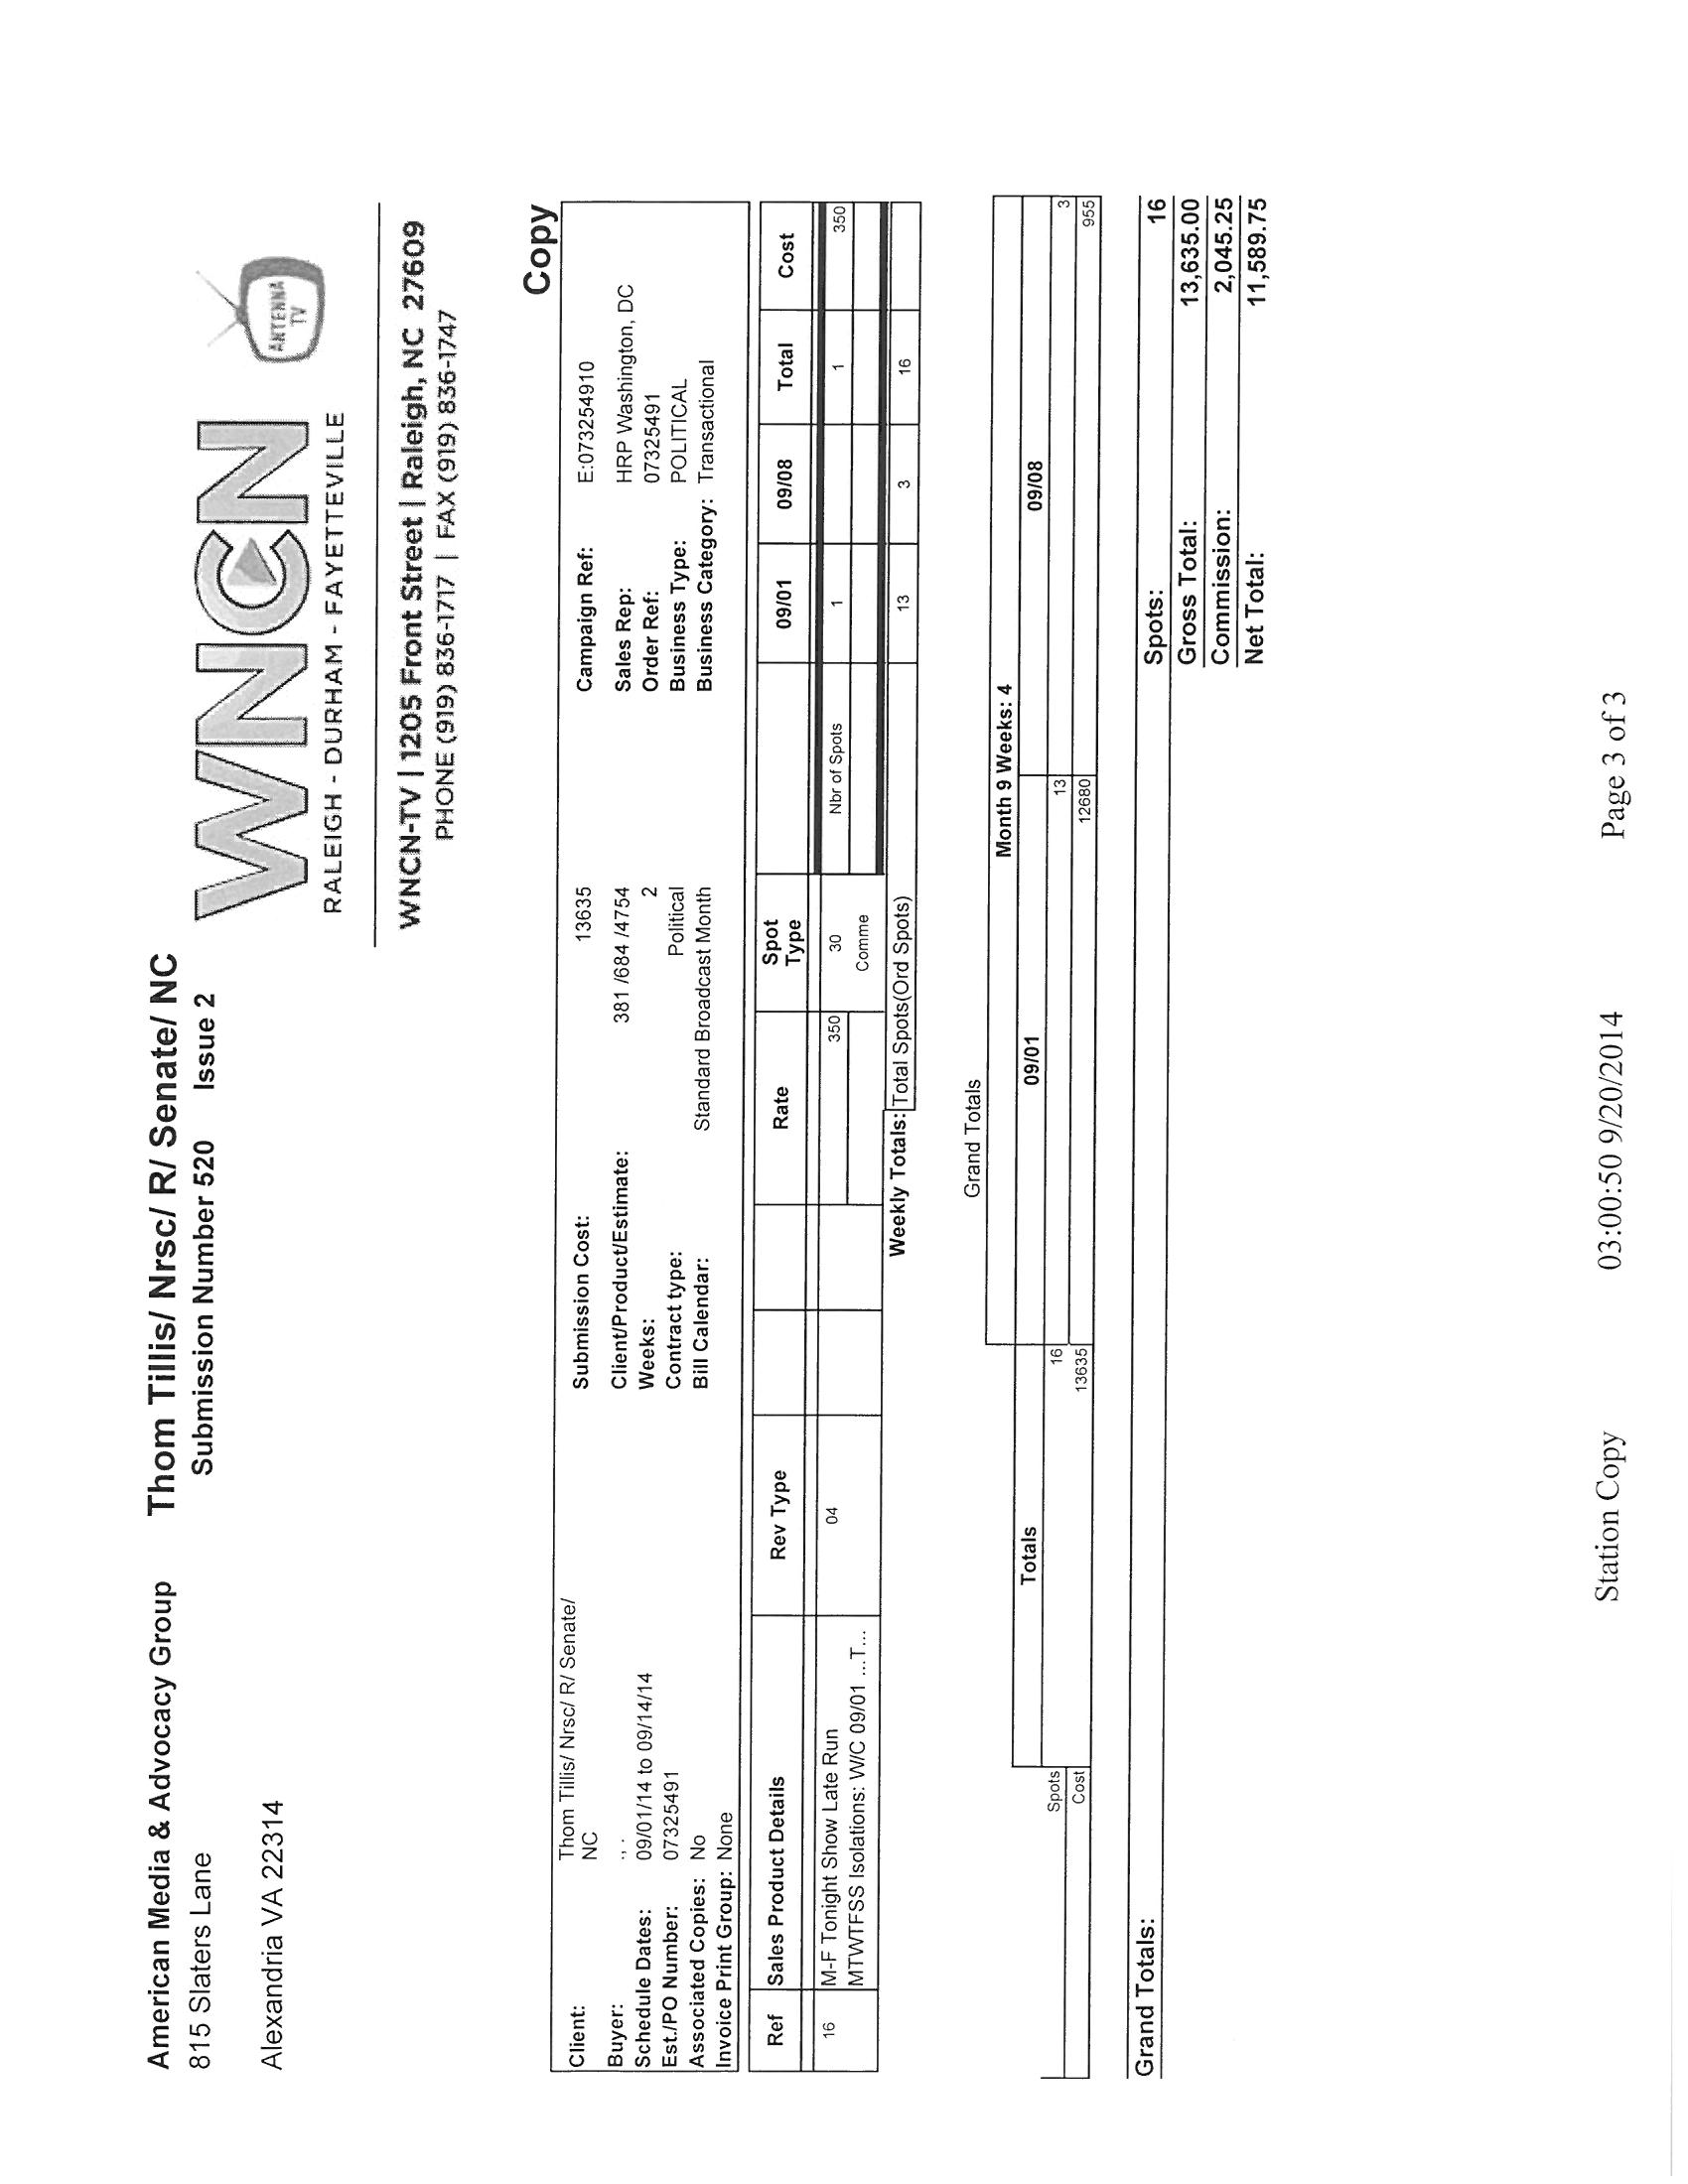 American Media & Advocacy Group
815 Slaters Lane
Alexandria VA 22314
Thom Tillis/ Nrsc/ R/ Senate/ NC
Submission Number 520 Issue 2
WNCN
RALEIGH - DURHAM - FAYETTEVILLE
ANTENNA
TV
WNCN-TV | 1205 Front Street | Raleigh, NC 27609
PHONE (919) 836-1717 | FAX (919) 836-1747
Copy
Client: Thom Tillis/ Nrsc/ R/ Senate/ Submission Cost: 13635 Campaign Ref: E:073254910
NC
Buyer: ., . Client/Product/Estimate: 381 /684 /4754 Sales Rep: HRP Washington, DC
Schedule Dates: 09/01/14 to 09/14/14 Weeks: 2 Order Ref: 07325491
Est./PO Number: 07325491 Contract type: Political Business Type: POLITICAL
Associated Copies: No Bill Calendar: Standard Broadcast Month Business Category: Transactional
Invoice Print Group: None
Ref Sales Product Details Rev Type Rate Spot Type 09/01 09/08 Total Cost
16 M-F Tonight Show Late Run 04 350 30 Nbr of Spots 1 1 350
MTWTFSS Isolations: W/C 09/01 ...T... Comme
Weekly Totals: Total Spots(Ord Spots) 13 3 16
Grand Totals
Month 9 Weeks: 4
Totals 09/01 09/08
Spots 16 13 3
Cost 13635 12680 955
Grand Totals: Spots: 16
Gross Total: 13,635.00
Commission: 2,045.25
Net Total: 11,589.75
Station Copy 03:00:50 9/20/2014 Page 3 of 3